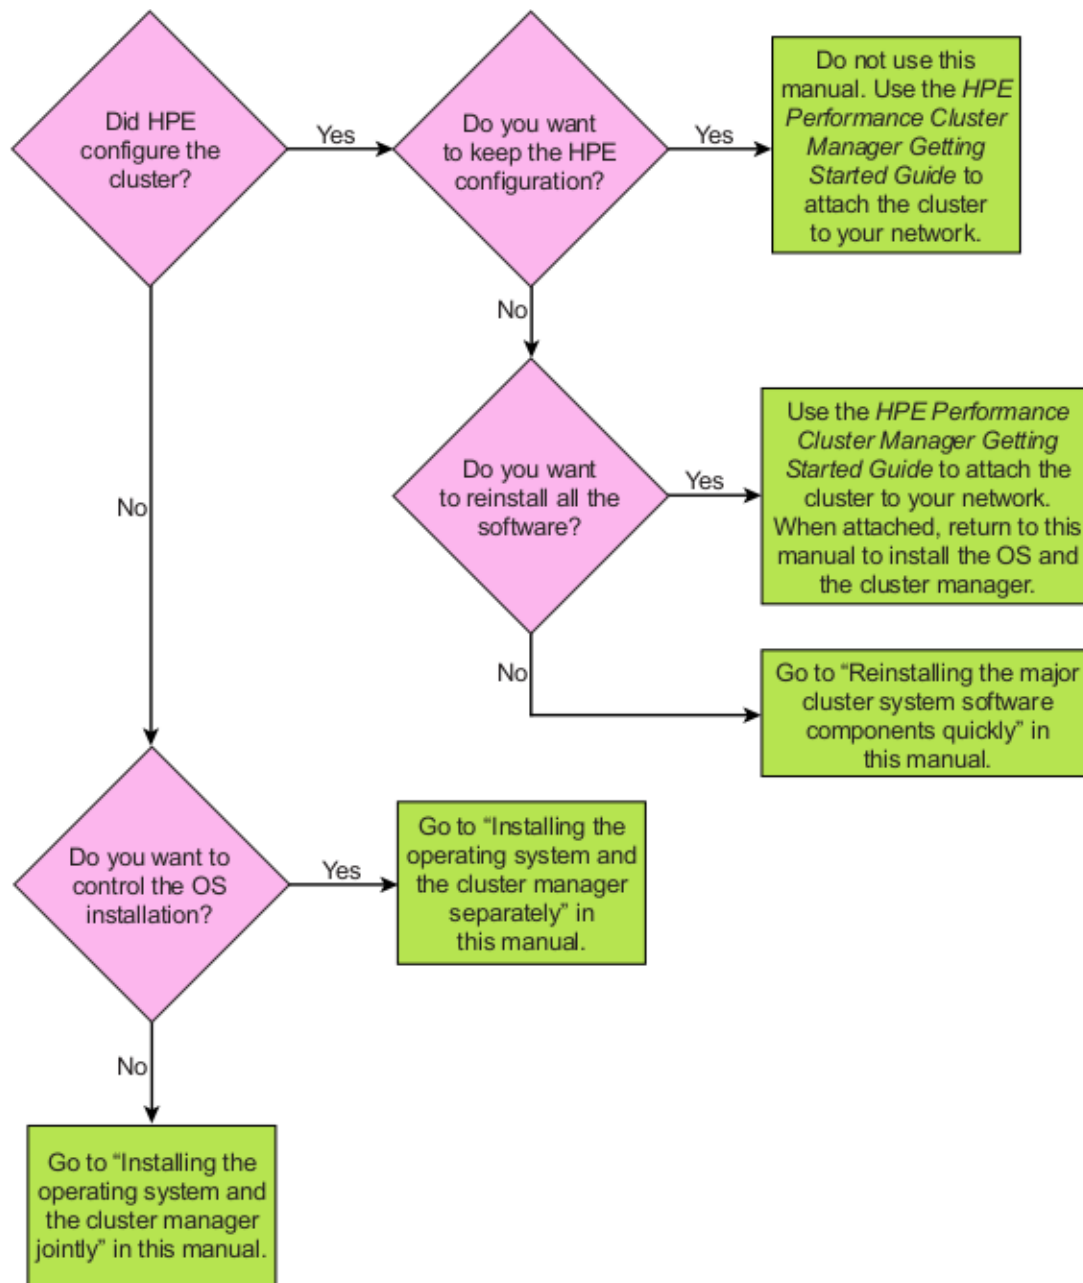 Did HPE
configure the
cluster?
Yes
Do you want
to keep the HPE
configuration?
Yes
Do not use this
manual. Use the HPE
Performance Cluster
Manager Getting
Started Guide to
attach the cluster
to your network.
No
Do you want
to reinstall all the
software?
Yes
Use the HPE Performance
Cluster Manager Getting
Started Guide to attach the
cluster to your network.
When attached, return to this
manual to install the OS and
the cluster manager.
No
Go to “Reinstalling the major
cluster system software
components quickly” in
this manual.
No
Do you want to
control the OS
installation?
Yes
Go to “Installing the
operating system and
the cluster manager
separately” in
this manual.
No
Go to “Installing the
operating system and
the cluster manager
jointly” in this manual.